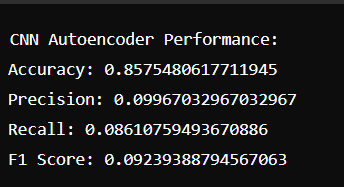 CNN Autoencoder Performance:
Accuracy: 0.8575480617711945
Precision: 0.09967032967032967
Recall: 0.08610759493670886
F1 Score: 0.09239388794567063